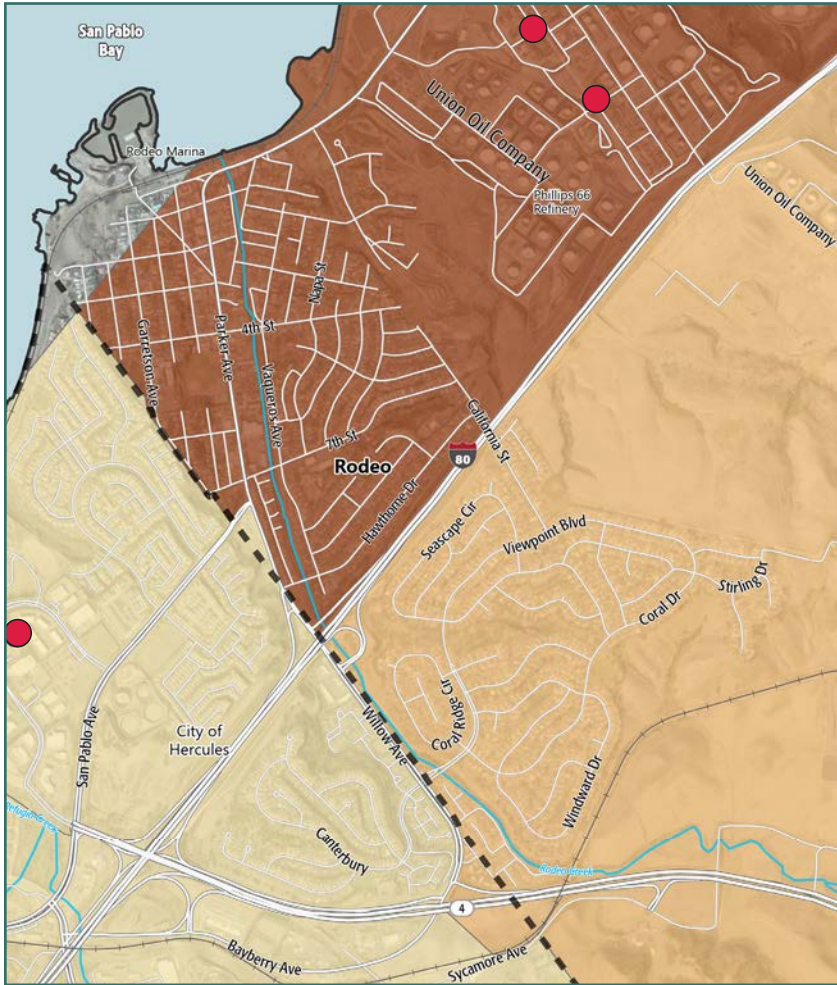 San Pablo
Bay
Rodeo Marina
Union Oil Company
Phillips 66
Refinery
Union Oil Company
Napa St
4th St
Garretson Ave
Parker Ave
Vaqueros Ave
7th St
California St
Rodeo
80
Hawthorne Dr
Seascape Cir
Viewpoint Blvd
Stirling Dr
Coral Dr
Coral Ridge Cir
Willow Ave
City of
Hercules
San Pablo Ave
Windward Dr
Refugio Creek
Canterbury
Rodeo Creek
4
Bayberry Ave
Sycamore Ave